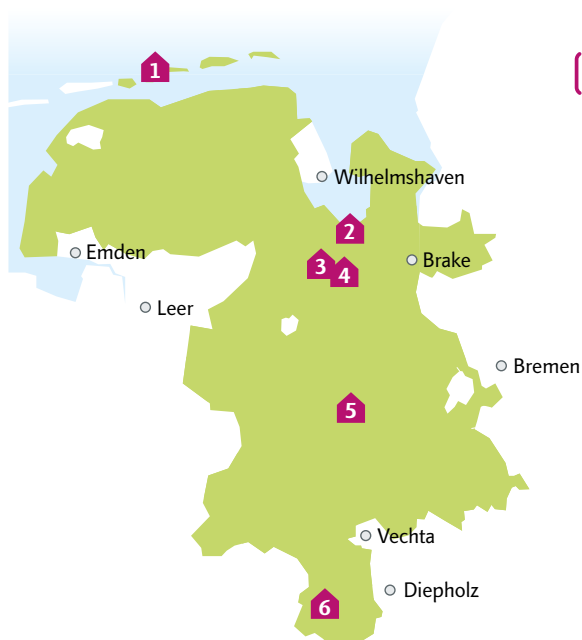 1
Wilhelmshaven
2
Emden
3
4
Brake
Leer
Bremen
5
Vechta
Diepholz
6